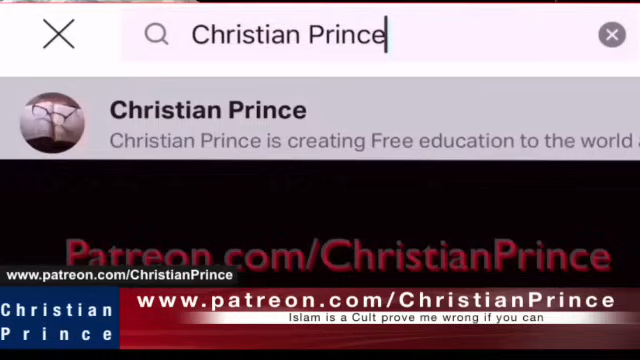 Christian Prince
Christian Prince
Christian Prince is creating Free education to the world
Patreon.com/ChristianPrince
www.patreon.com/ChristianPrince
www.patreon.com/ChristianPrince
Islam is a Cult prove me wrong if you can
Christian
Prince